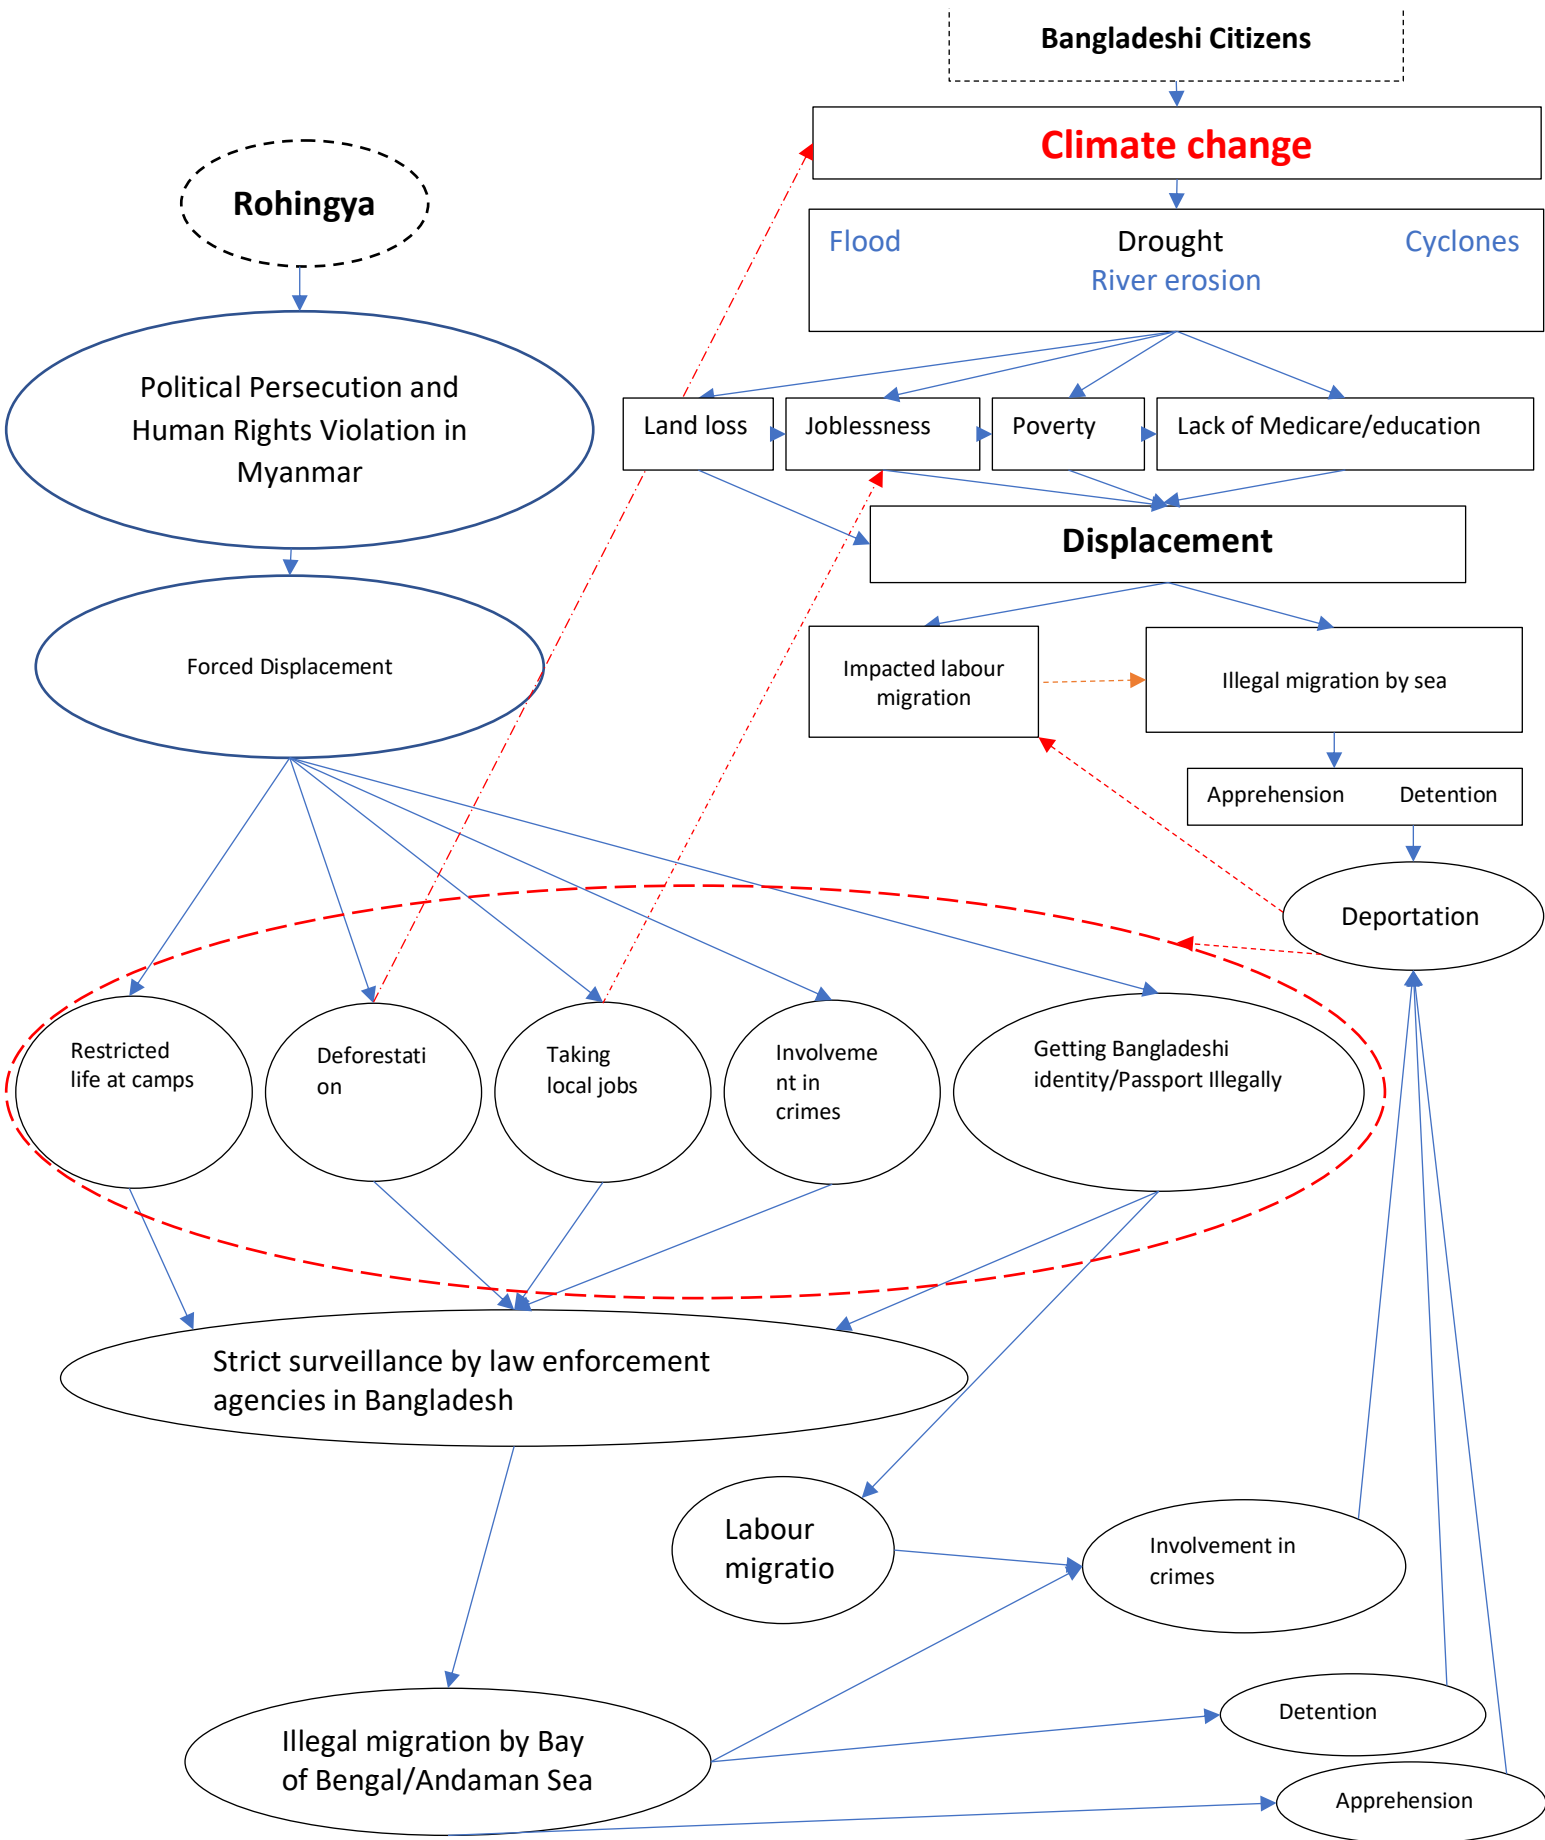 Bangladeshi Citizens
Climate change
Rohingya
Flood Drought Cyclones
River erosion
Political Persecution and
Human Rights Violation in
Myanmar
Land loss
Joblessness
Poverty
Lack of Medicare/education
Displacement
Forced Displacement
Impacted labour
migration
Illegal migration by sea
Apprehension Detention
Deportation
Restricted
life at camps
Deforestati
on
Taking
local jobs
Involveme
nt in
crimes
Getting Bangladeshi
identity/Passport Illegally
Strict surveillance by law enforcement
agencies in Bangladesh
Labour
migratio
Involvement in
crimes
Illegal migration by Bay
of Bengal/Andaman Sea
Detention
Apprehension